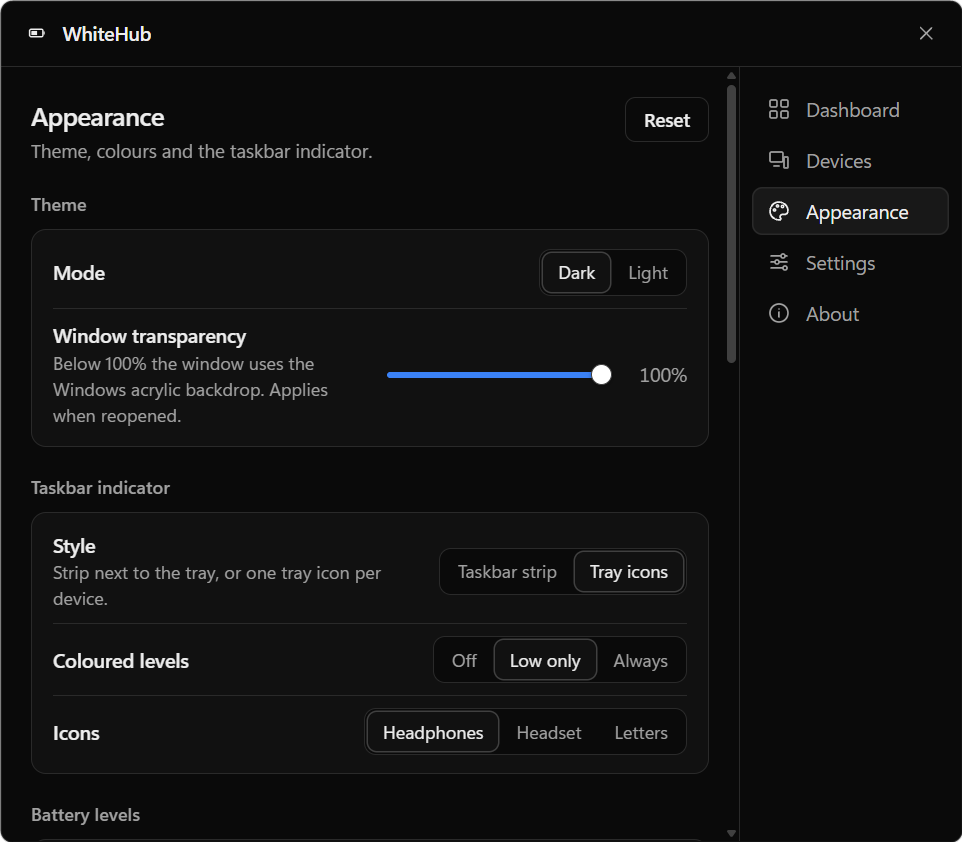 WhiteHub
Appearance
Reset
Theme, colours and the taskbar indicator.
Theme
Mode
Dark
Light
Window transparency
Below 100% the window uses the
Windows acrylic backdrop. Applies
when reopened.
100%
Taskbar indicator
Style
Strip next to the tray, or one tray icon per
device.
Taskbar strip
Tray icons
Coloured levels
Off
Low only
Always
Icons
Headphones
Headset
Letters
Battery levels
Dashboard
Devices
Appearance
Settings
About